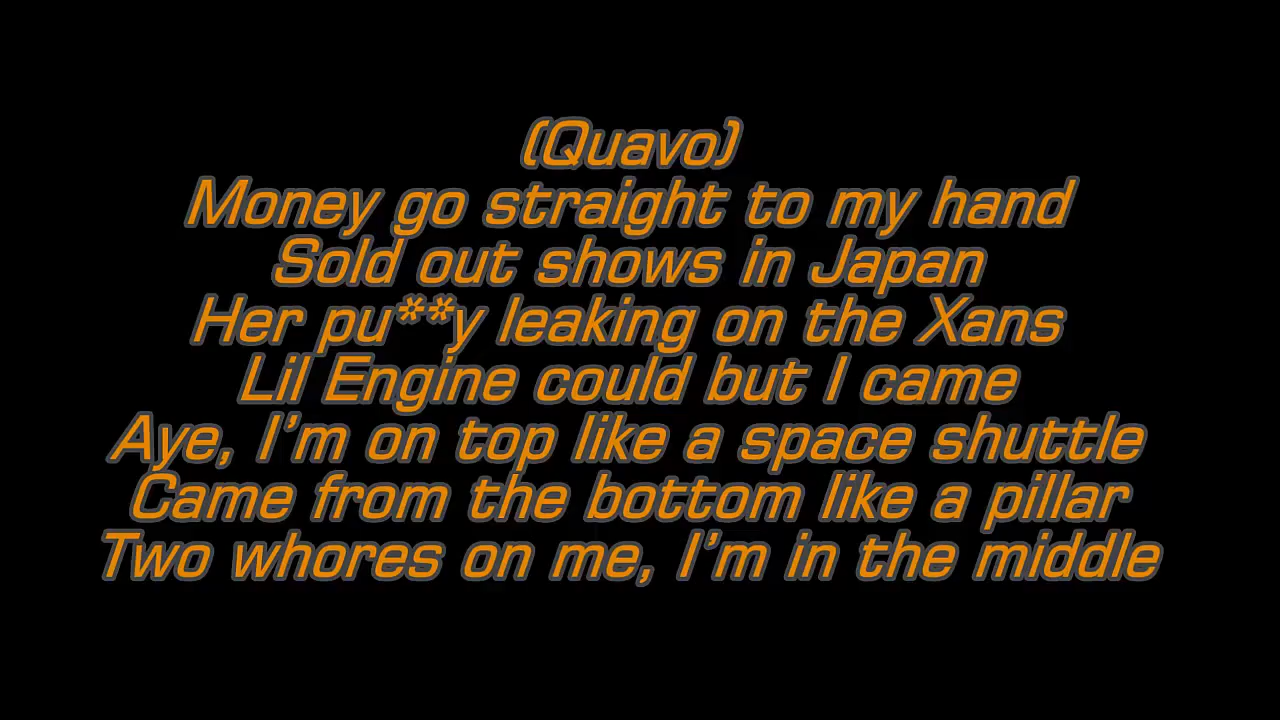 (Quavo)
Money go straight to my hand
Sold out shows in Japan
Her pu**y leaking on the Xans
Lil Engine could but I came
Aye, I'm on top like a space shuttle
Came from the bottom like a pillar
Two whores on me, I'm in the middle